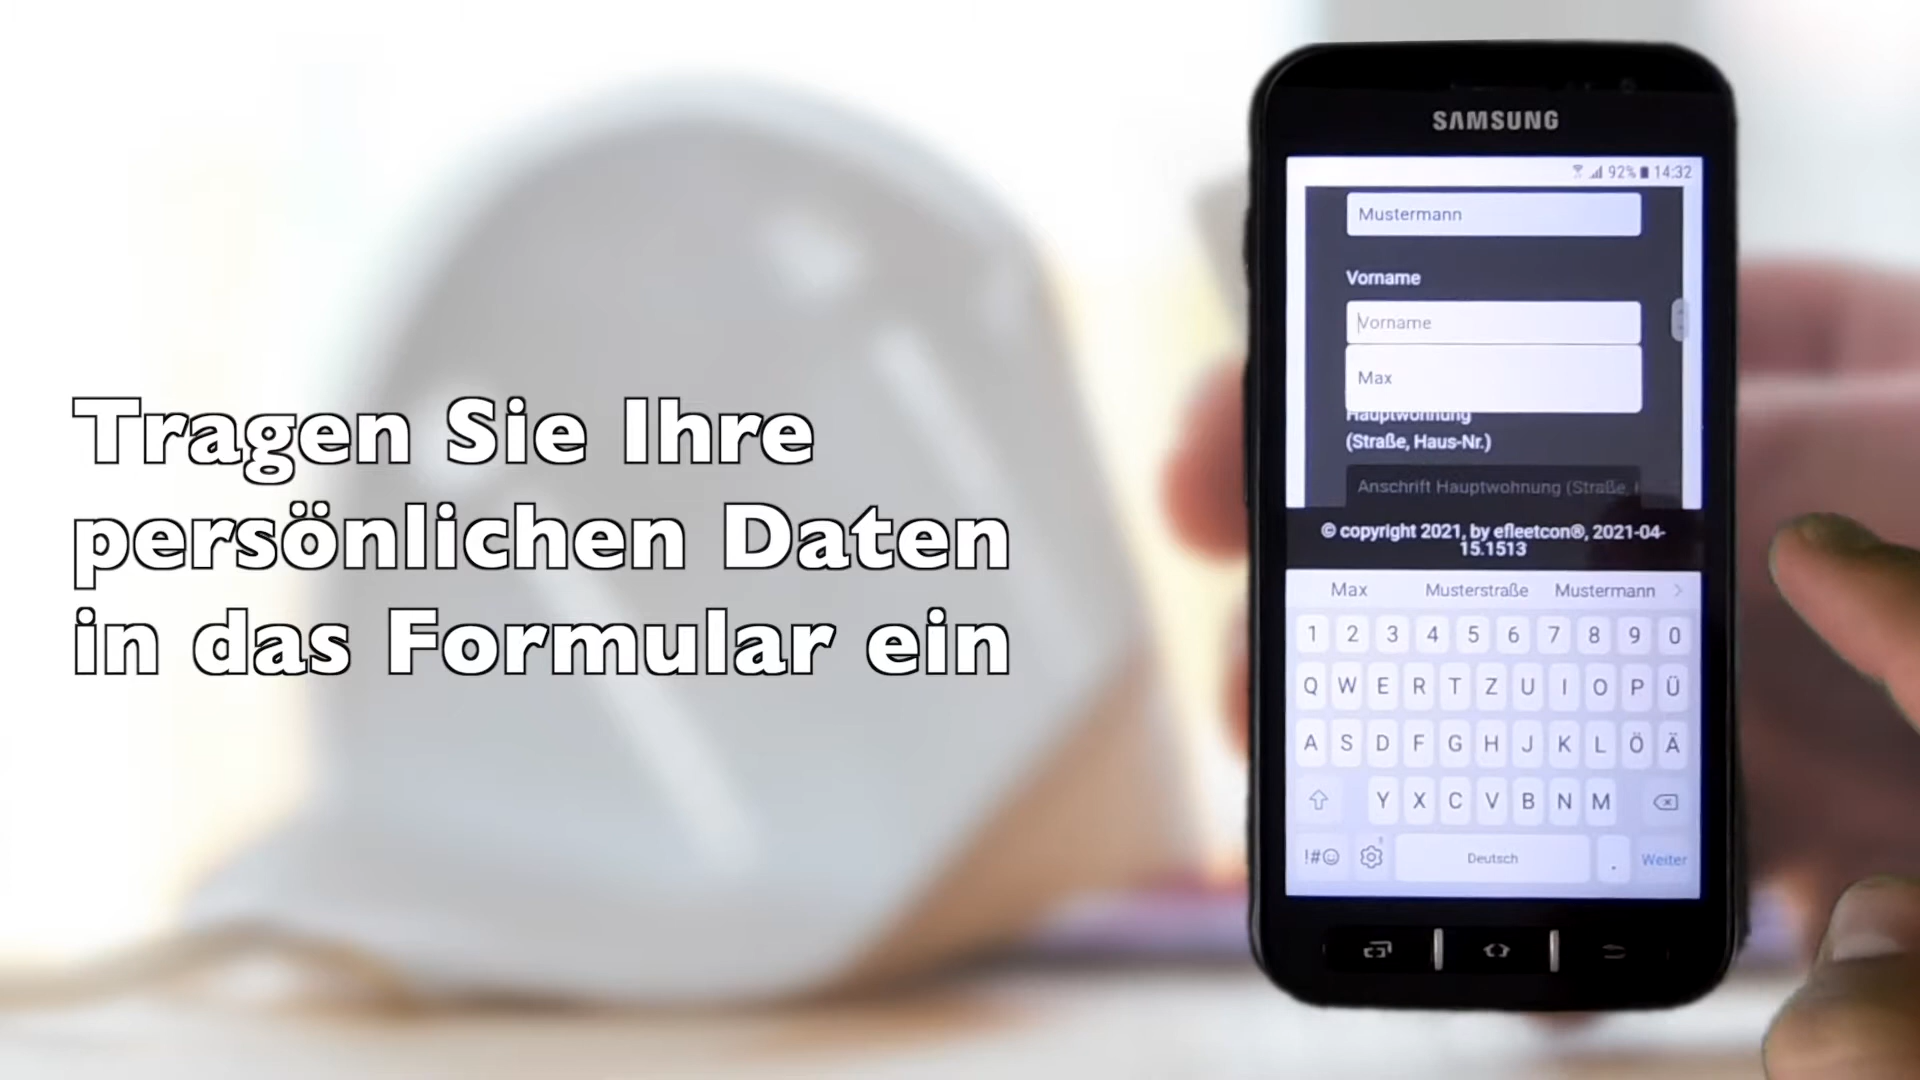 Tragen Sie Ihre
persönlichen Daten
in das Formular ein
SAMSUNG
92% 14:32
Mustermann
Vorname
Vorname
Max
Hauptwohnung
(Straße, Haus-Nr.)
Anschrift Hauptwohnung (Straße,
© copyright 2021, by efleetcon®, 2021-04-
15.1513
Max Musterstraße Mustermann
1 2 3 4 5 6 7 8 9 0
Q W E R T Z U I O P Ü
A S D F G H J K L Ö Ä
Y X C V B N M
!#☺ Deutsch . Weiter